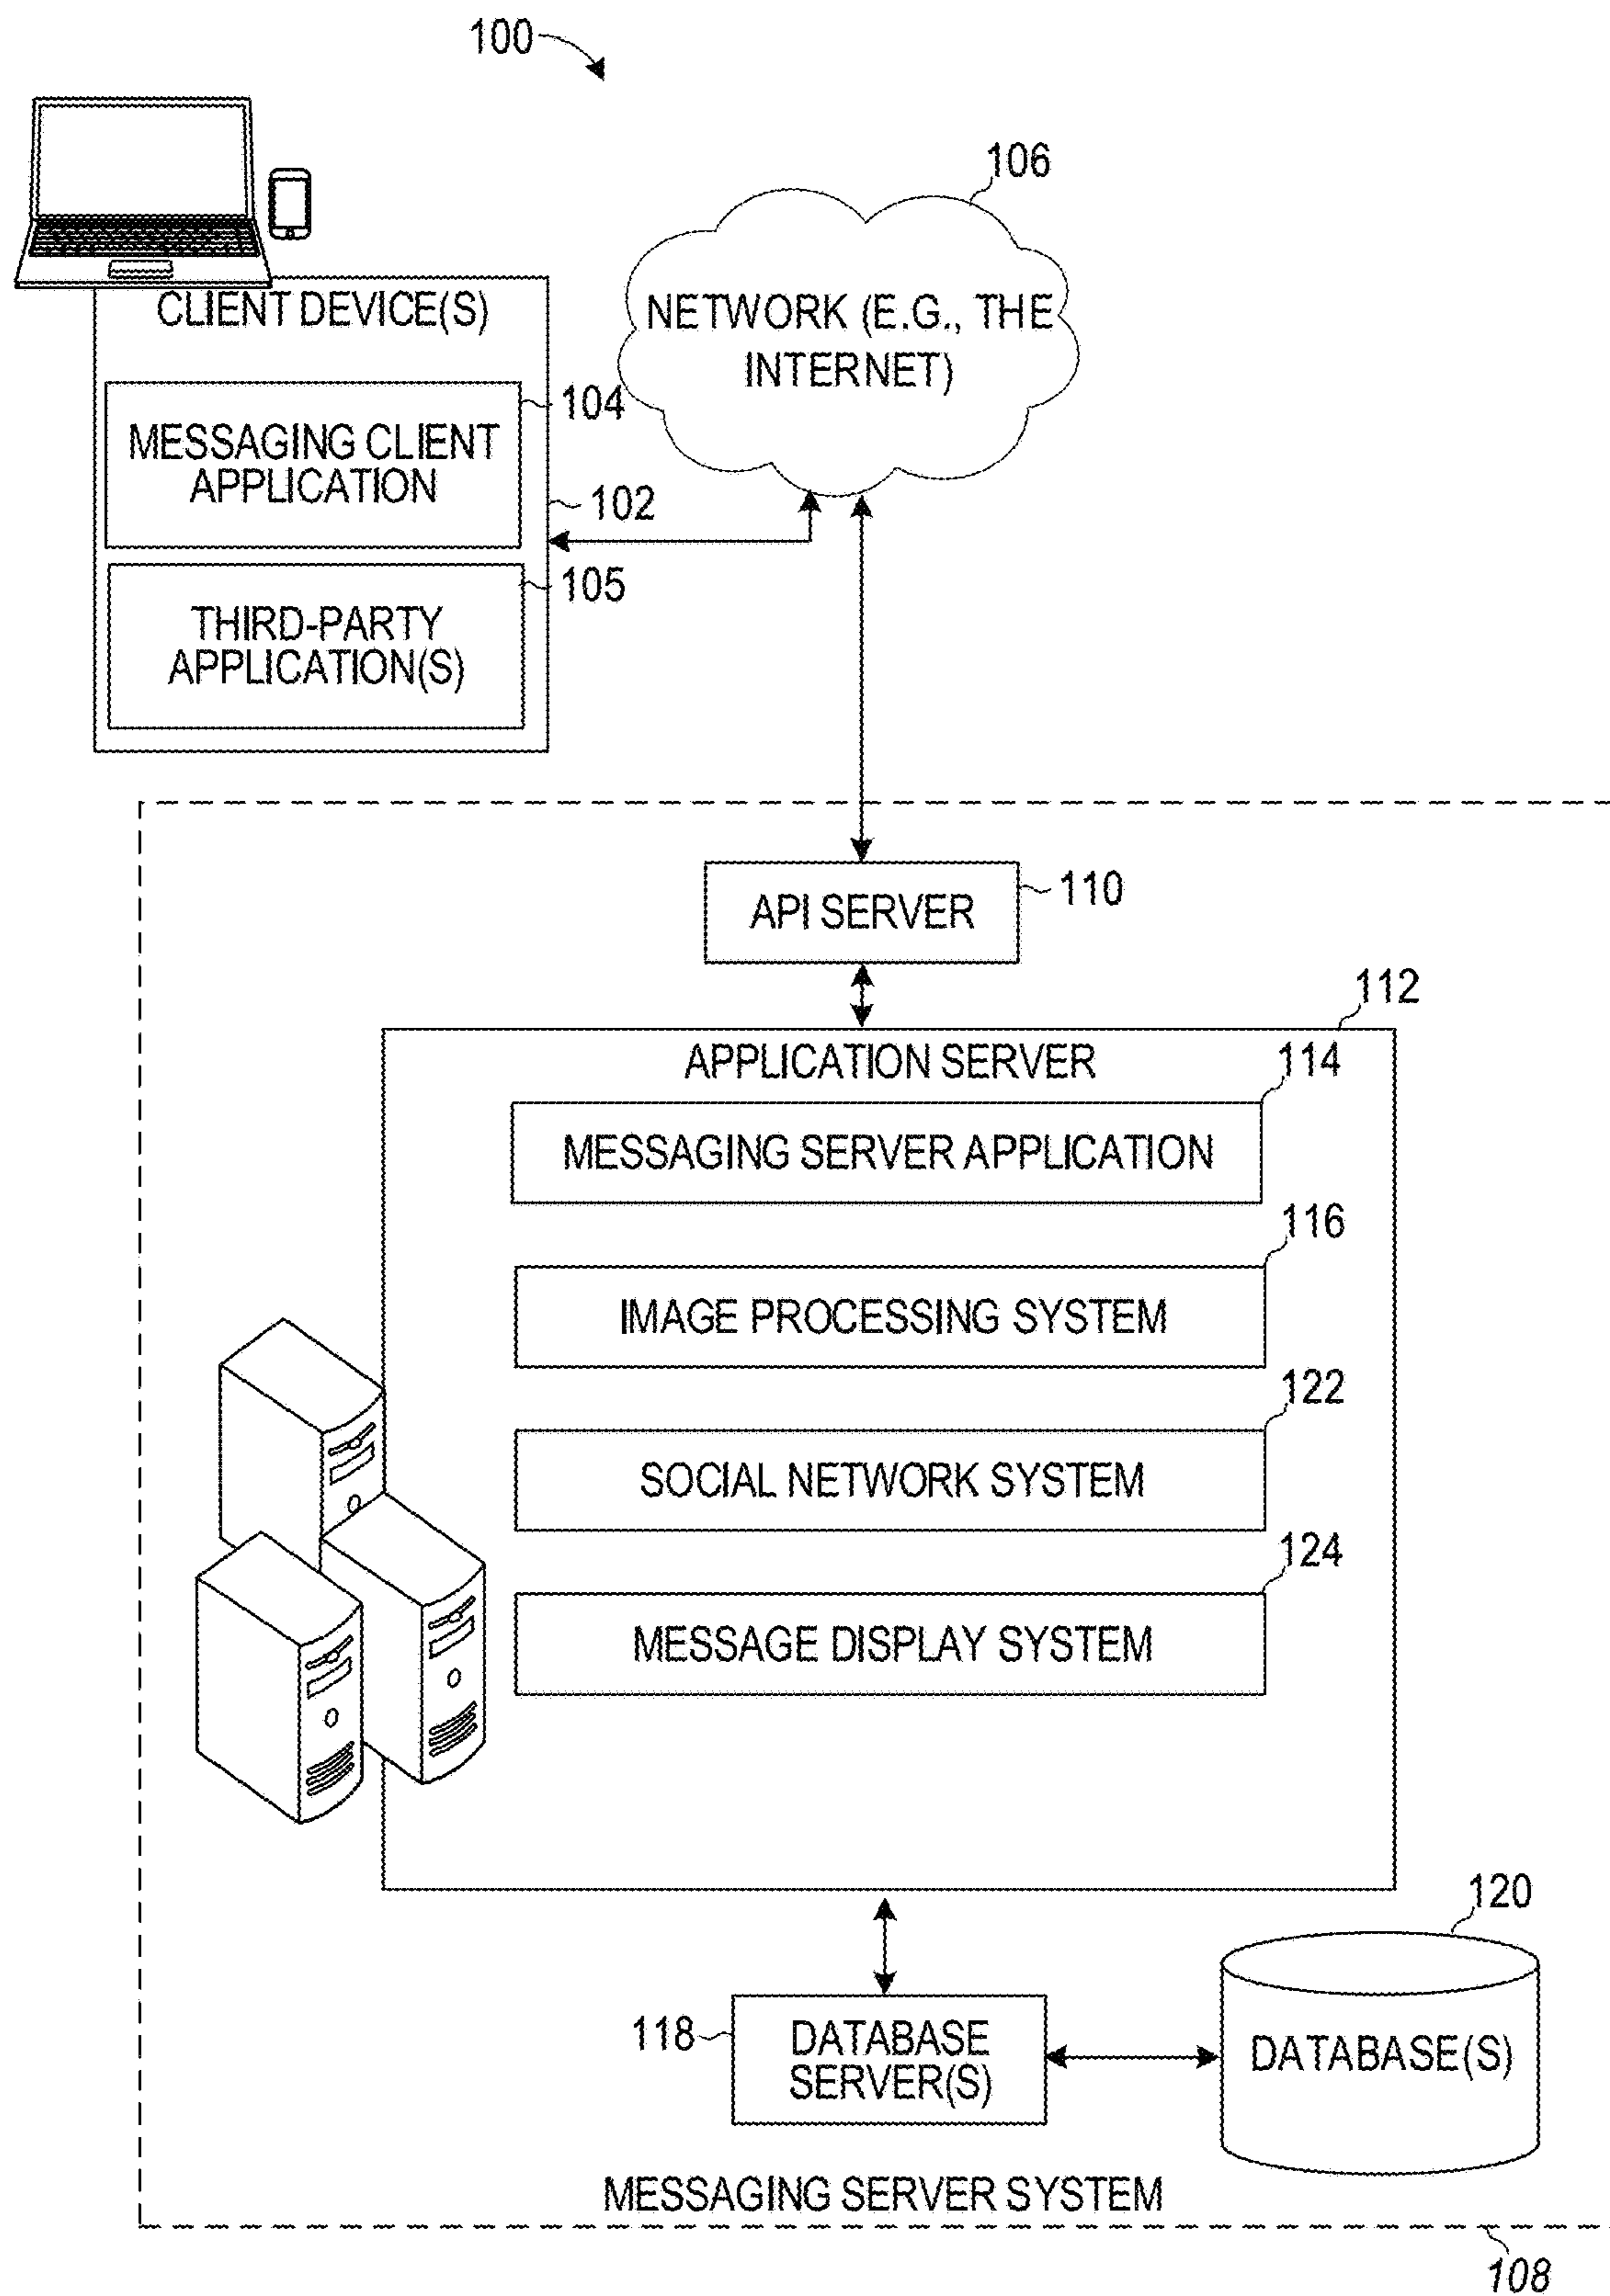 100
106
NETWORK (E.G., THE
INTERNET)
CLIENT DEVICE(S)
104
MESSAGING CLIENT
APPLICATION
102
105
THIRD-PARTY
APPLICATION(S)
API SERVER
110
112
APPLICATION SERVER
114
MESSAGING SERVER APPLICATION
116
IMAGE PROCESSING SYSTEM
122
SOCIAL NETWORK SYSTEM
124
MESSAGE DISPLAY SYSTEM
120
118
DATABASE
SERVER(S)
DATABASE(S)
MESSAGING SERVER SYSTEM
108